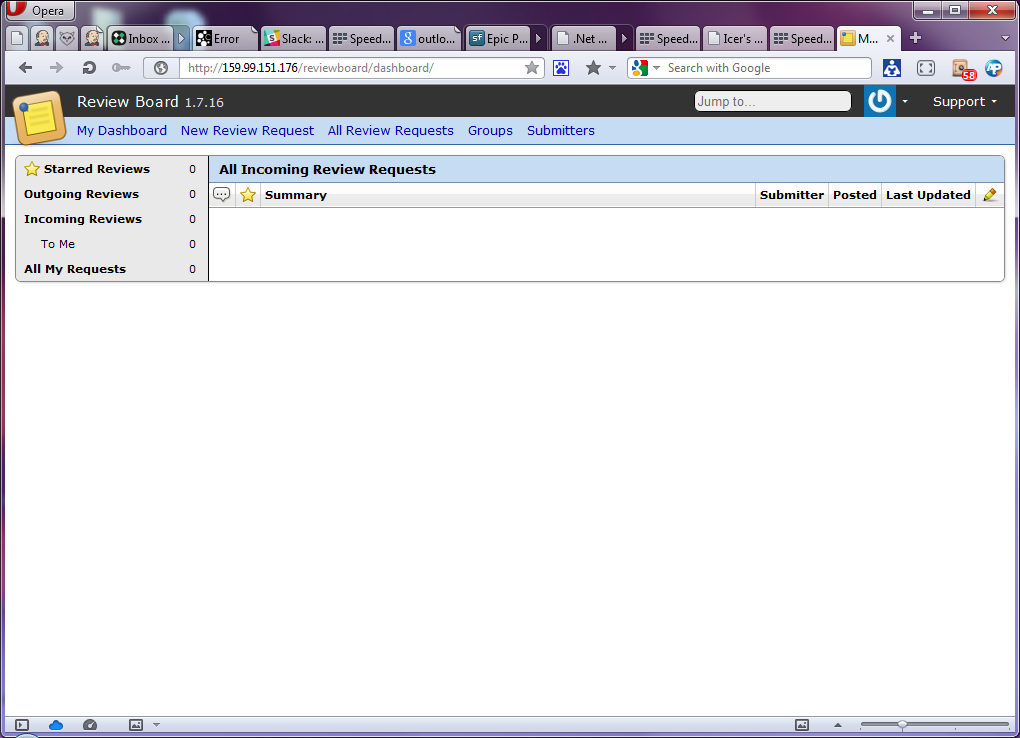 Opera
Inbox ... Error Slack: ... Speed... outlo... Epic P... .Net ... Speed... Icer's ... Speed... M...
http://159.99.151.176/reviewboard/dashboard/ Search with Google 58
Review Board 1.7.16 Jump to... Support
My Dashboard New Review Request All Review Requests Groups Submitters
Starred Reviews 0
Outgoing Reviews 0
Incoming Reviews 0
To Me 0
All My Requests 0
All Incoming Review Requests
Summary Submitter Posted Last Updated